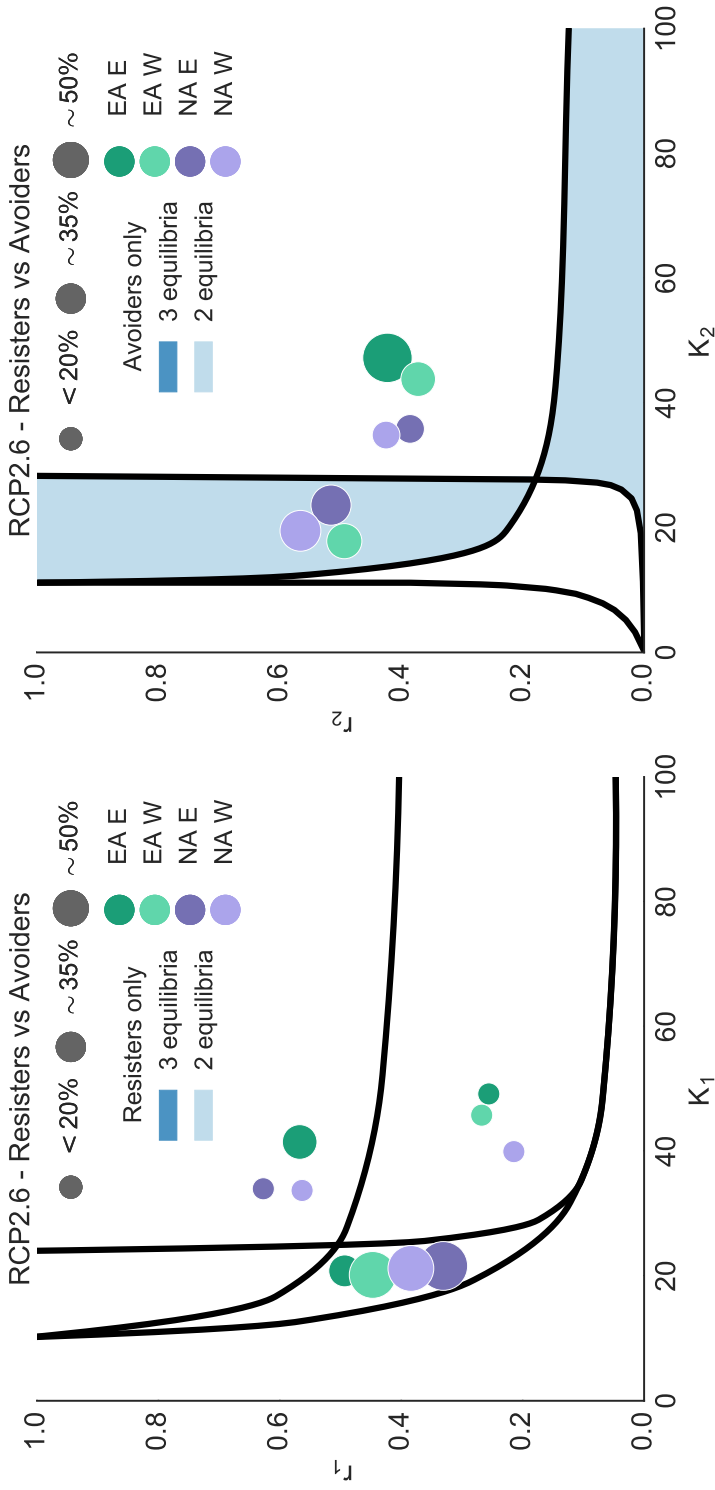 RCP2.6 - Resisters vs Avoiders
<20% ~35% ~50%
Resisters only
3 equilibria
2 equilibria
EA E
EA W
NA E
NA W
r1
1.0
0.8
0.6
0.4
0.2
0.0
0 20 40 60 80 100
K1
RCP2.6 - Resisters vs Avoiders
<20% ~35% ~50%
Avoiders only
3 equilibria
2 equilibria
EA E
EA W
NA E
NA W
r2
1.0
0.8
0.6
0.4
0.2
0.0
0 20 40 60 80 100
K2